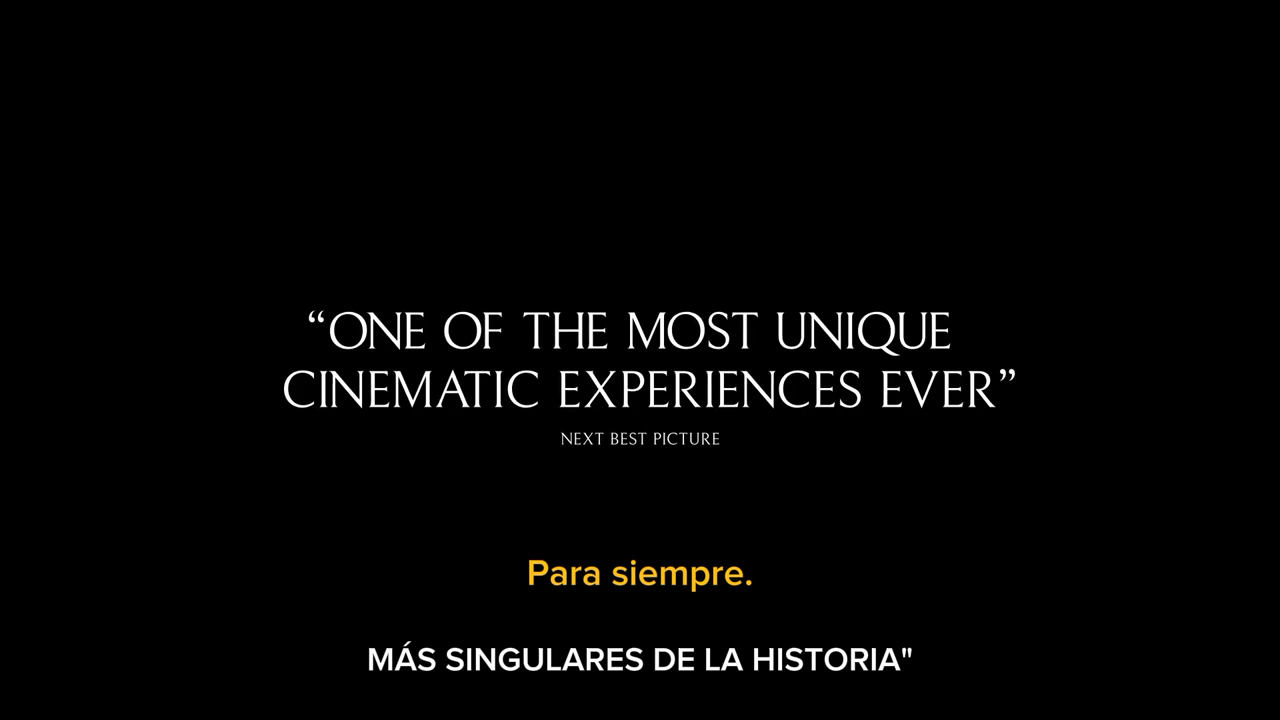 “ONE OF THE MOST UNIQUE
CINEMATIC EXPERIENCES EVER”
NEXT BEST PICTURE
Para siempre.
MÁS SINGULARES DE LA HISTORIA"